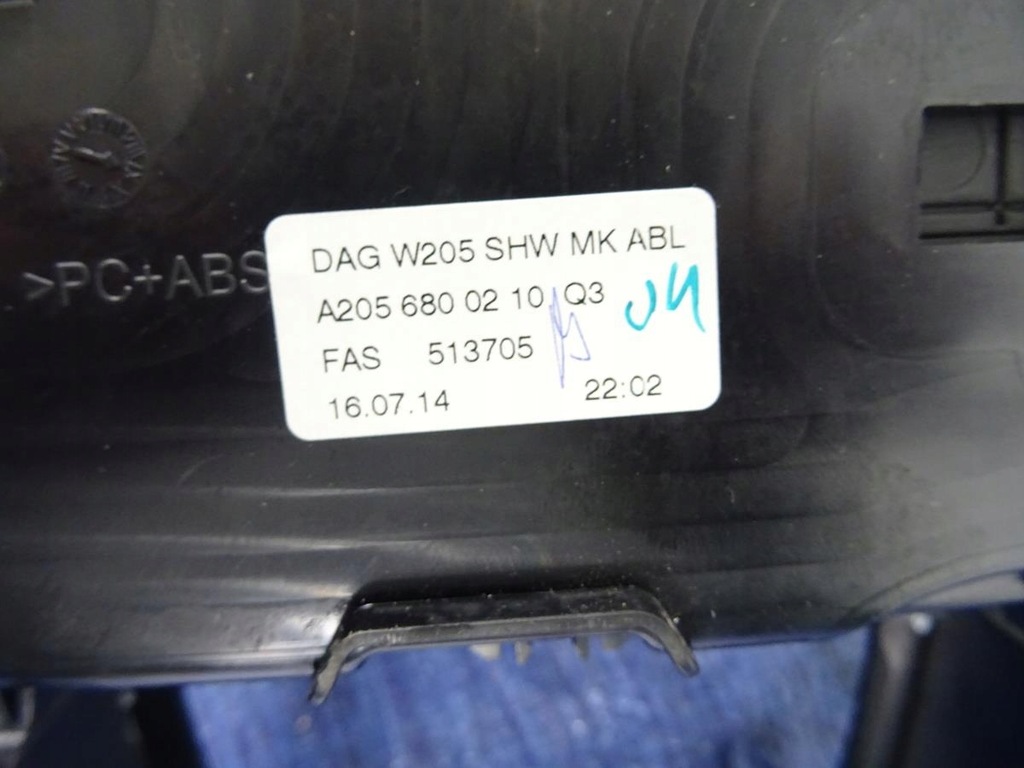 >PC+ABS
DAG W205 SHW MK ABL
A205 680 02 10 Q3
FAS 513705
16.07.14 22:02